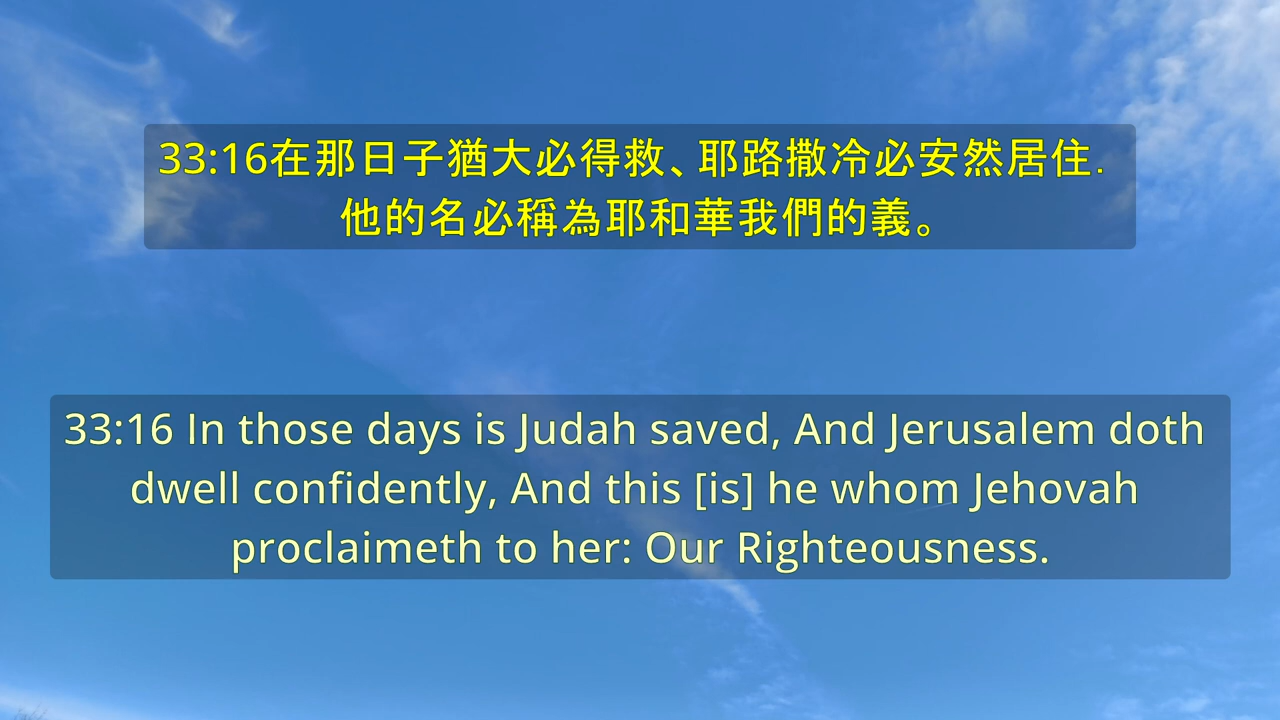 33:16在那日子猶大必得救、耶路撒冷必安然居住.
他的名必稱為耶和華我們的義。
33:16 In those days is Judah saved, And Jerusalem doth
dwell confidently, And this [is] he whom Jehovah
proclaimeth to her: Our Righteousness.